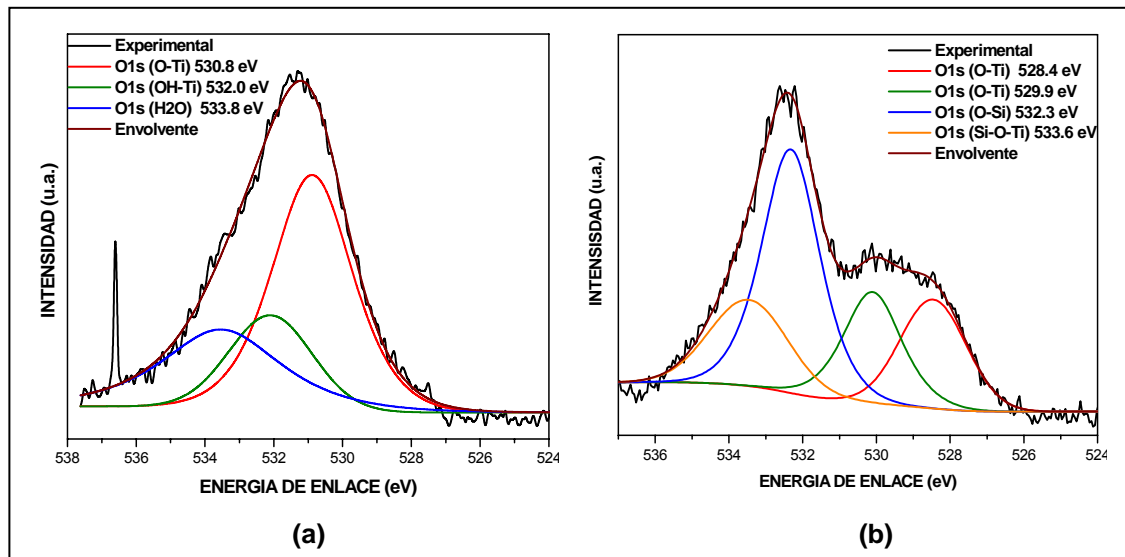 Experimental
O1s (O-Ti) 530.8 eV
O1s (OH-Ti) 532.0 eV
O1s (H2O) 533.8 eV
Envolvente
INTENSIDAD (u.a.)
538 536 534 532 530 528 526 524
ENERGIA DE ENLACE (eV)
(a)
Experimental
O1s (O-Ti) 528.4 eV
O1s (O-Ti) 529.9 eV
O1s (O-Si) 532.3 eV
O1s (Si-O-Ti) 533.6 eV
Envolvente
INTENSISDAD (u.a.)
536 534 532 530 528 526 524
ENERGIA DE ENLACE (eV)
(b)